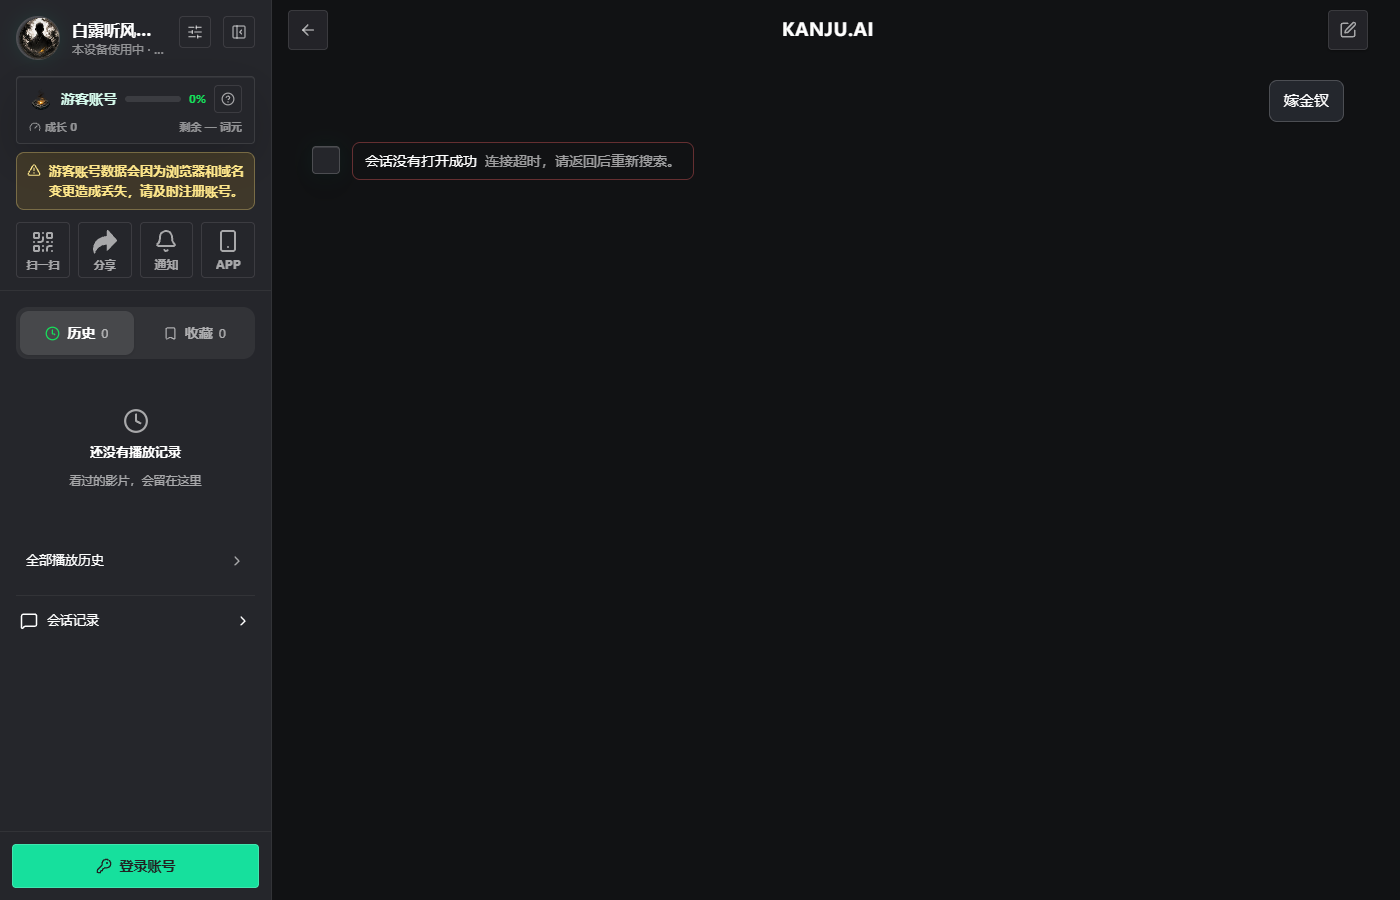 白露听风...
本设备使用中 · ...
游客账号 0%
成长 0 剩余 — 词元
游客账号数据会因为浏览器和域名
变更造成丢失，请及时注册账号。
扫一扫 分享 通知 APP
历史 0 收藏 0
还没有播放记录
看过的影片，会留在这里
全部播放历史
会话记录
登录账号
KANJU.AI
嫁金钗
会话没有打开成功 连接超时，请返回后重新搜索。